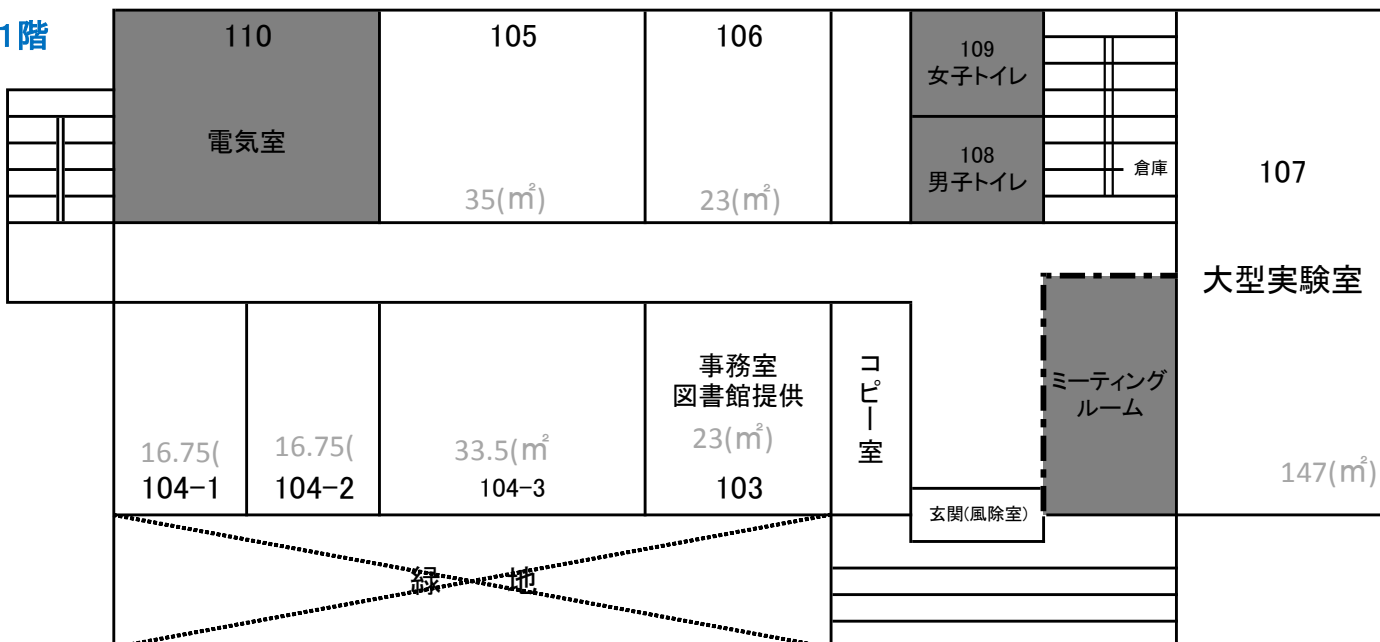 1階
110
電気室
105
35(㎡)
106
23(㎡)
109
女子トイレ
108
男子トイレ
倉庫
107
大型実験室
147(㎡)
16.75(
104-1
16.75(
104-2
33.5(㎡
104-3
事務室
図書館提供
23(㎡)
103
コピー室
玄関(風除室)
ミーティング
ルーム
緑　地